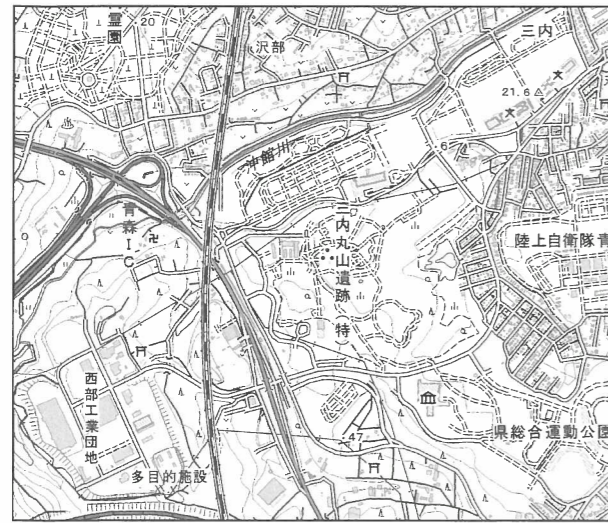 霊園
20
沢部
三内
21.6
沖館川
6
青森IC
三内丸山遺跡(特)
陸上自衛隊青
西部工業団地
47
県総合運動公園
多目的施設